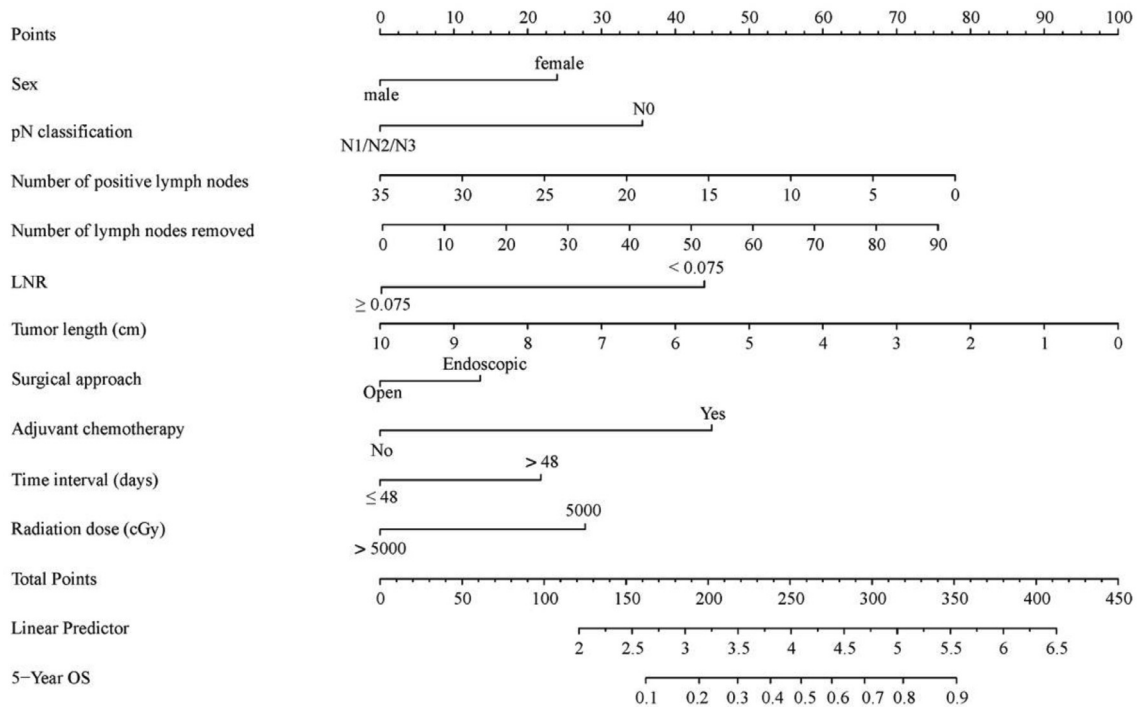 Points 0 10 20 30 40 50 60 70 80 90 100
female
Sex
male
N0
pN classification
N1/N2/N3
Number of positive lymph nodes
35 30 25 20 15 10 5 0
Number of lymph nodes removed
0 10 20 30 40 50 60 70 80 90
< 0.075
LNR
≥ 0.075
Tumor length (cm)
10 9 8 7 6 5 4 3 2 1 0
Endoscopic
Surgical approach
Open
Yes
Adjuvant chemotherapy
No
> 48
Time interval (days)
≤ 48
5000
Radiation dose (cGy)
> 5000
Total Points
0 50 100 150 200 250 300 350 400 450
Linear Predictor
2 2.5 3 3.5 4 4.5 5 5.5 6 6.5
5−Year OS
0.1 0.2 0.3 0.4 0.5 0.6 0.7 0.8 0.9